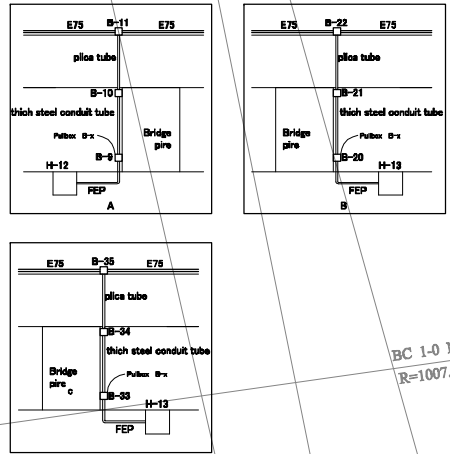 B-11
E75
E75
plica tube
B-10
thich steel conduit tube
Pullbox B-x
Bridge
pire
B-9
H-12
FEP
A
B-22
E75
E75
plica tube
B-21
thich steel conduit tube
Bridge
pire
Pullbox B-x
B-20
H-13
FEP
B
B-35
E75
E75
plica tube
B-34
thich steel conduit tube
Bridge
pire
C
Pullbox B-x
B-33
H-13
FEP
BC 1-0
R=1007.